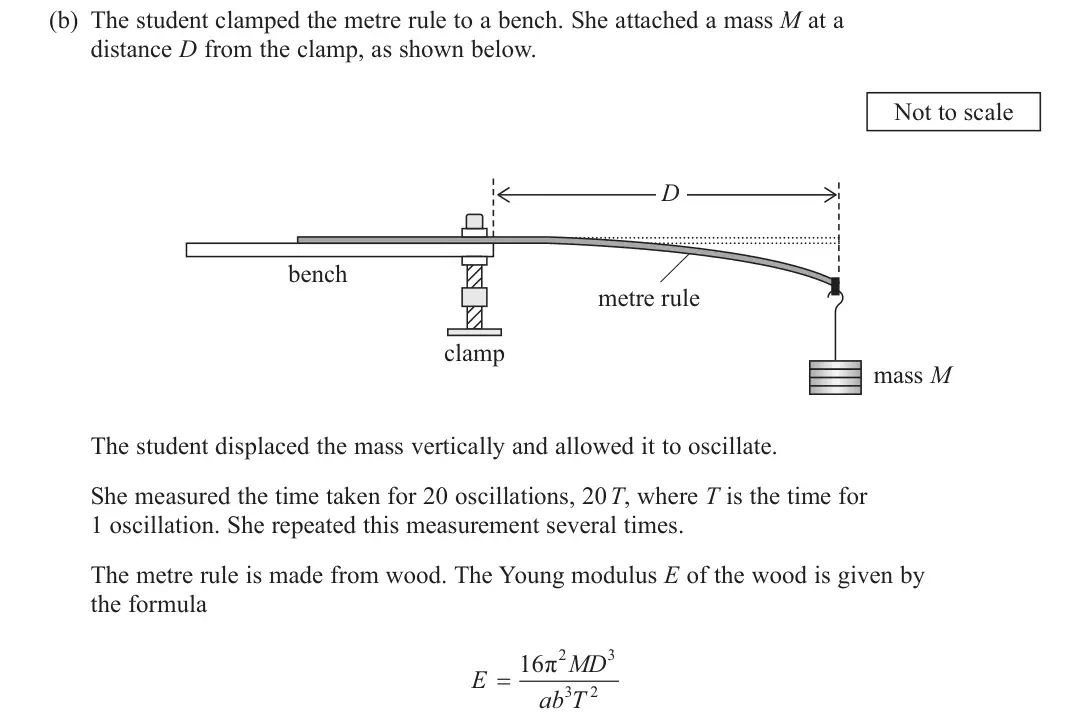 (b) The student clamped the metre rule to a bench. She attached a mass M at a
distance D from the clamp, as shown below.
Not to scale
D
bench
metre rule
clamp
mass M
The student displaced the mass vertically and allowed it to oscillate.
She measured the time taken for 20 oscillations, 20T, where T is the time for
1 oscillation. She repeated this measurement several times.
The metre rule is made from wood. The Young modulus E of the wood is given by
the formula
E = 16π²MD³ / ab³T²